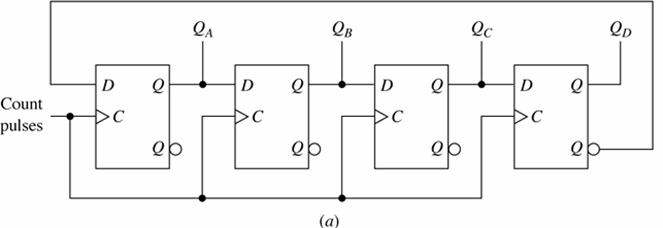 Q_A Q_B Q_C Q_D
D Q D Q D Q D Q
Count pulses
C C C C
Q Q Q Q
(a)